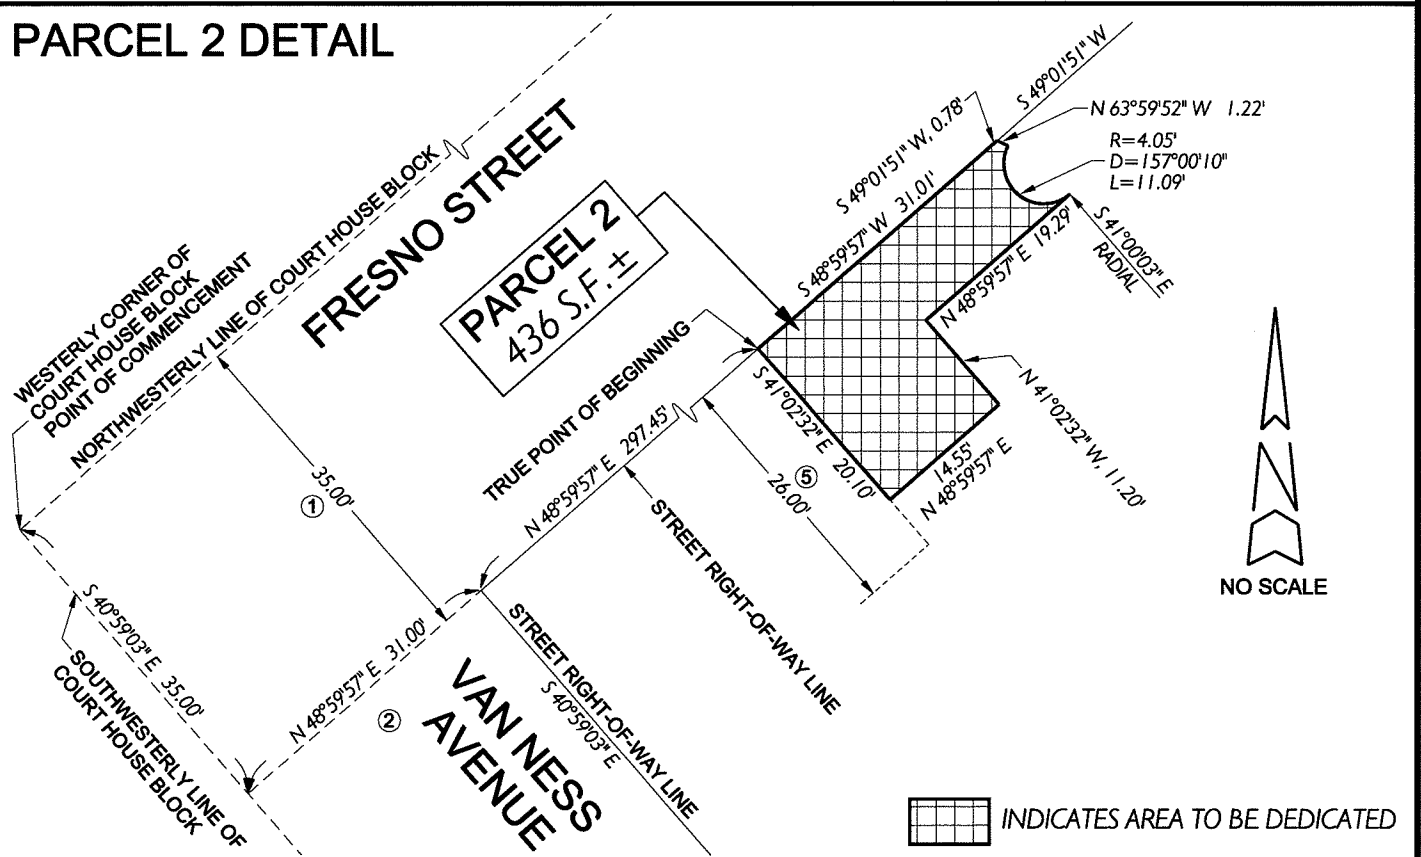 PARCEL 2 DETAIL
S 49°01'51" W
N 63°59'52" W 1.22'
R=4.05'
D=157°00'10"
L=11.09'
S 49°01'51" W, 0.78'
S 48°59'57" W 31.01'
N 48°59'57" E 19.29'
S 41°00'03" E
RADIAL
FRESNO STREET
PARCEL 2
436 S.F. ±
WESTERLY CORNER OF
COURT HOUSE BLOCK
POINT OF COMMENCEMENT
NORTHWESTERLY LINE OF COURT HOUSE BLOCK
TRUE POINT OF BEGINNING
N 48°59'57" E 297.45'
S 41°02'32" E 20.10'
N 41°02'32" W, 11.20'
14.55'
N 48°59'57" E
35.00'
1
5
26.00'
STREET RIGHT-OF-WAY LINE
NO SCALE
S 40°59'03" E 35.00'
SOUTHWESTERLY LINE OF
COURT HOUSE BLOCK
N 48°59'57" E 31.00'
2
STREET RIGHT-OF-WAY LINE
S 40°59'03" E
VAN NESS
AVENUE
N
INDICATES AREA TO BE DEDICATED